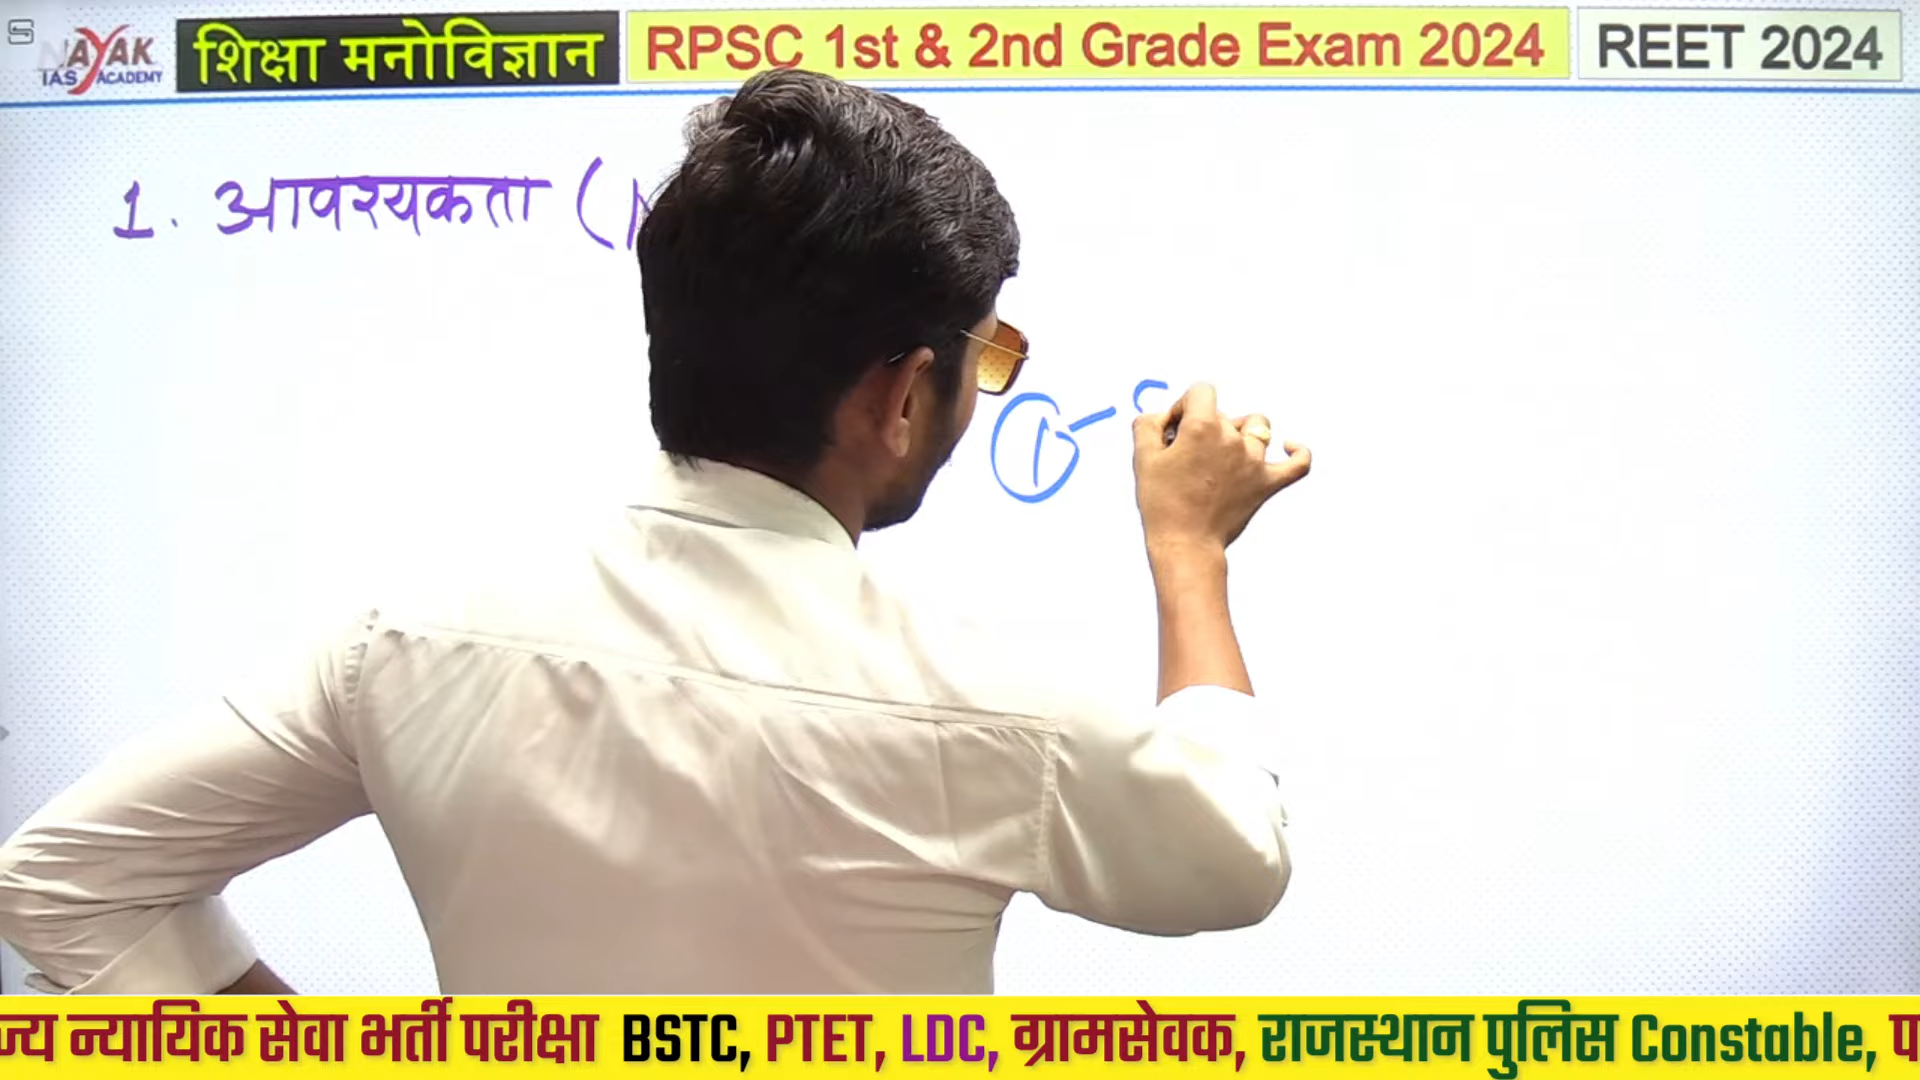 NAYAK
IAS ACADEMY
शिक्षा मनोविज्ञान
RPSC 1st & 2nd Grade Exam 2024
REET 2024
1. आवश्यकता (
①-
न्यायिक सेवा भर्ती परीक्षा BSTC, PTET, LDC, ग्रामसेवक, राजस्थान पुलिस Constable,